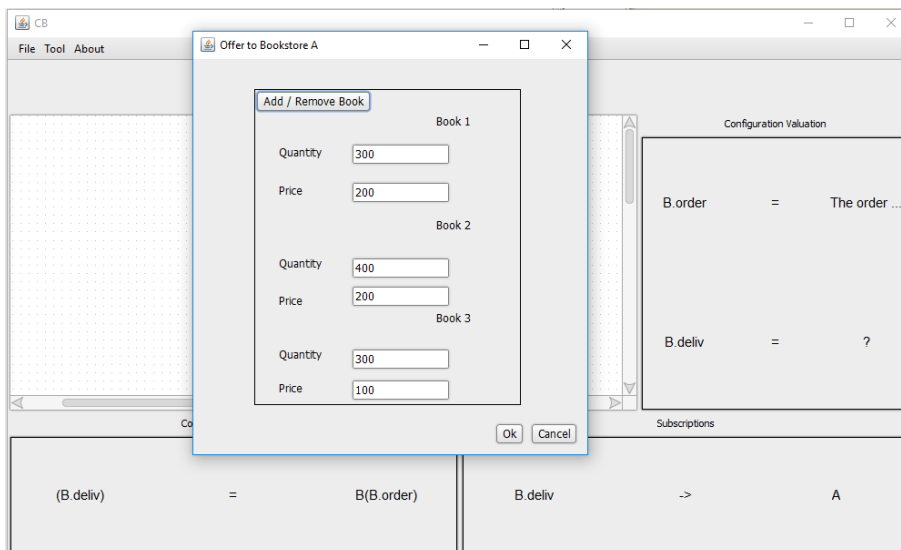 CB
File Tool About
Offer to Bookstore A
Add / Remove Book
Book 1
Quantity 300
Price 200
Book 2
Quantity 400
Price 200
Book 3
Quantity 300
Price 100
Ok Cancel
Configuration Valuation
B.order = The order ...
B.deliv = ?
Co
Subscriptions
(B.deliv) = B(B.order)
B.deliv -> A